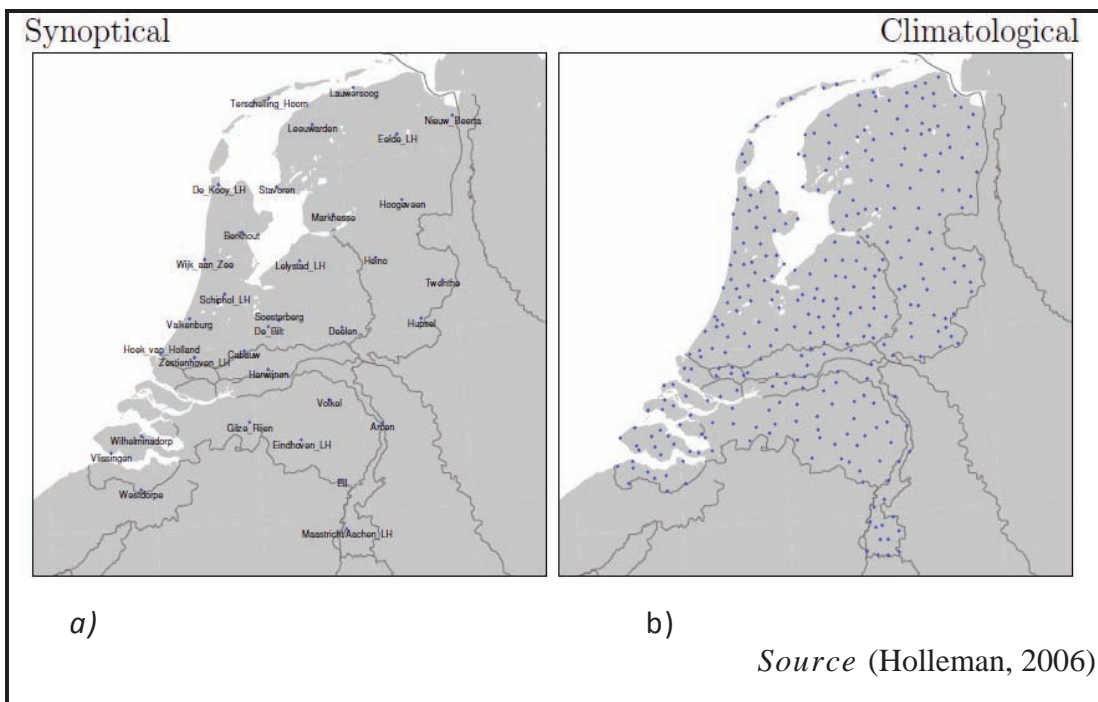 Synoptical
Climatological
Terschelling_Hoorn
Lauwersoog
Leeuwarden
Nieuw_Beerta
Eelde_LH
De_Kooy_LH
Stavoren
Hoogeveen
Marknesse
Berkhout
Wijk_aan_Zee
Lelystad_LH
Heino
Twenthe
Schiphol_LH
Valkenburg
Soesterberg
De_Bilt
Deelen
Hupsel
Hoek_van_Holland
Zestienhoven_LH
Cabauw
Herwijnen
Volkel
Gilze_Rijen
Arcen
Wilhelminadorp
Eindhoven_LH
Vlissingen
Westdorpe
Ell
Maastricht/Aachen_LH
a)
b)
Source (Holleman, 2006)